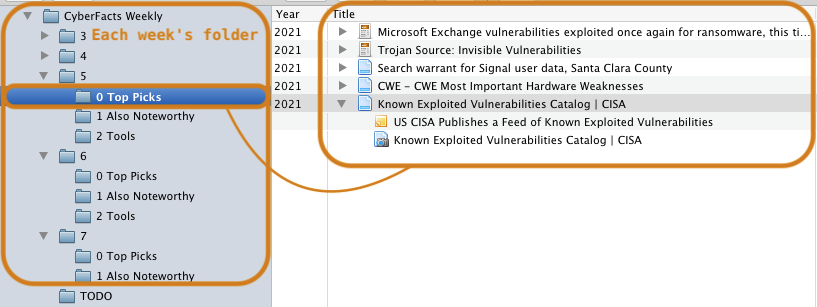 CyberFacts Weekly
3 Each week's folder
4
5
0 Top Picks
1 Also Noteworthy
2 Tools
6
0 Top Picks
1 Also Noteworthy
2 Tools
7
0 Top Picks
1 Also Noteworthy
TODO
Year Title
2021 Microsoft Exchange vulnerabilities exploited once again for ransomware, this ti...
2021 Trojan Source: Invisible Vulnerabilities
2021 Search warrant for Signal user data, Santa Clara County
2021 CWE - CWE Most Important Hardware Weaknesses
2021 Known Exploited Vulnerabilities Catalog | CISA
US CISA Publishes a Feed of Known Exploited Vulnerabilities
Known Exploited Vulnerabilities Catalog | CISA